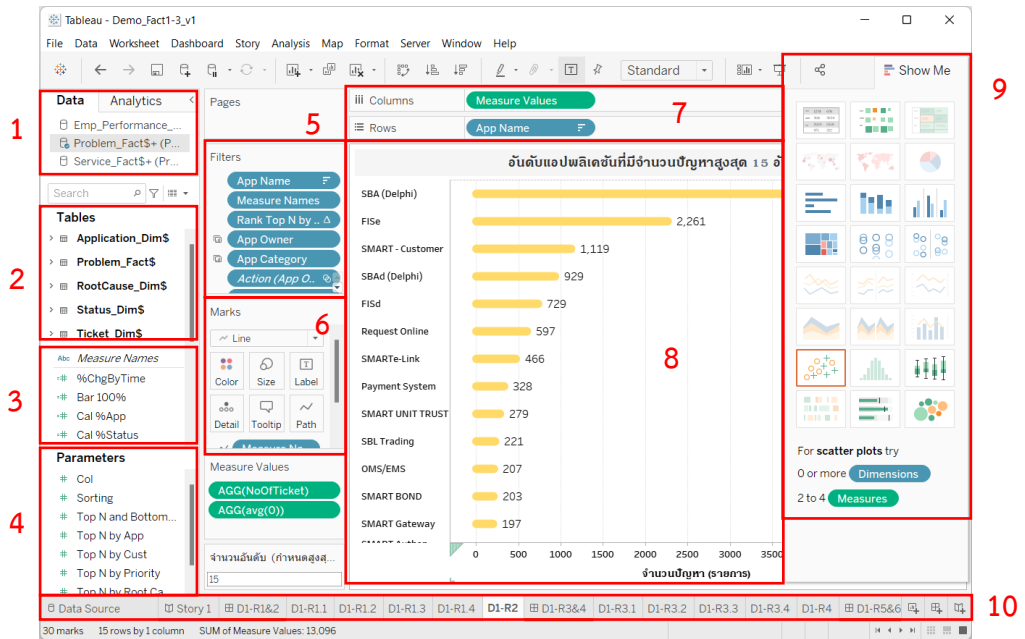 Tableau - Demo_Fact1-3_v1
File Data Worksheet Dashboard Story Analysis Map Format Server Window Help
Standard
Show Me
Data Analytics
Emp_Performance_...
Problem_Fact$+ (P...
Service_Fact$+ (Pr...
Search
Tables
Application_Dim$
Problem_Fact$
RootCause_Dim$
Status_Dim$
Ticket_Dim$
Abc Measure Names
%ChgByTime
Bar 100%
Cal %App
Cal %Status
Parameters
Col
Sorting
Top N and Bottom...
Top N by App
Top N by Cust
Top N by Priority
Top N by Root Ca...
1
2
3
4
Pages
5
Filters
App Name
Measure Names
Rank Top N by ..
App Owner
App Category
Action (App O..
Marks
6
Line
Color Size Label
Detail Tooltip Path
Measure Na...
Measure Values
AGG(NoOfTicket)
AGG(avg(0))
จำนวนอันดับ (กำหนดสูงสุ...
15
Columns Measure Values
Rows App Name
7
อันดับแอปพลิเคชันที่มีจำนวนปัญหาสูงสุด 15 อั
SBA (Delphi)
FISe 2,261
SMART - Customer 1,119
SBAd (Delphi) 929
FISd 729
Request Online 597
SMARTe-Link 466
Payment System 328
SMART UNIT TRUST 279
SBL Trading 221
OMS/EMS 207
SMART BOND 203
SMART Gateway 197
8
0 500 1000 1500 2000 2500 3000 3500
จำนวนปัญหา (รายการ)
9
For scatter plots try
0 or more Dimensions
2 to 4 Measures
Data Source Story 1 D1-R1&2 D1-R1.1 D1-R1.2 D1-R1.3 D1-R1.4 D1-R2 D1-R3&4 D1-R3.1 D1-R3.2 D1-R3.3 D1-R3.4 D1-R4 D1-R5&6
10
30 marks 15 rows by 1 column SUM of Measure Values: 13,096